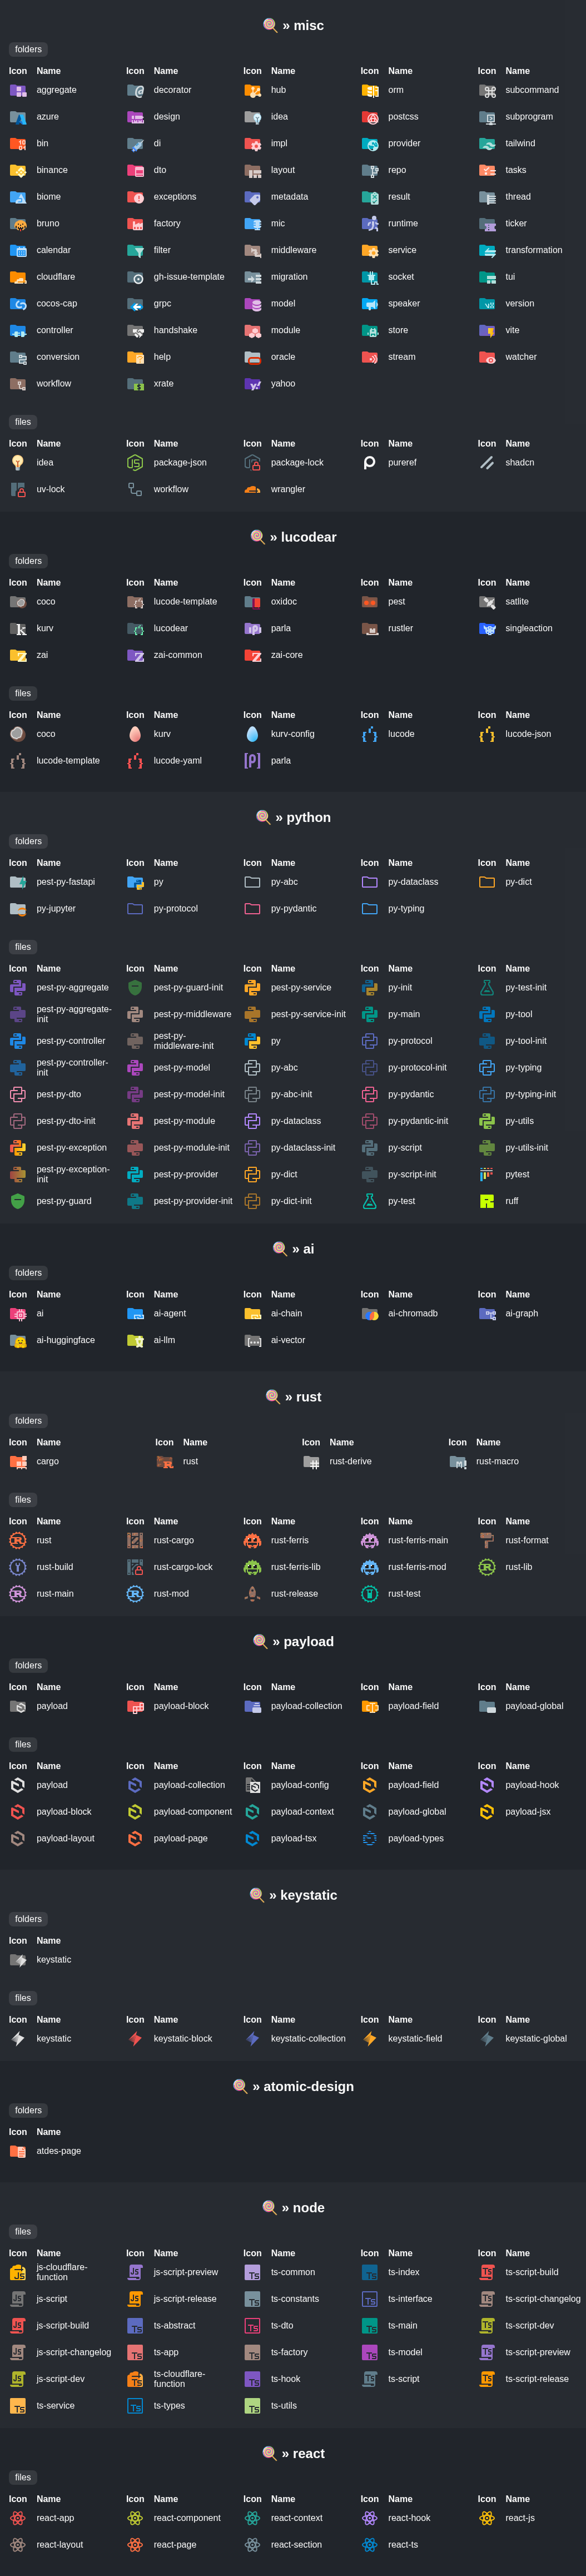 » misc
folders
Icon Name Icon Name Icon Name Icon Name Icon Name
aggregate decorator hub orm subcommand
azure design idea postcss subprogram
bin di impl provider tailwind
binance dto layout repo tasks
biome exceptions metadata result thread
bruno factory mic runtime ticker
calendar filter middleware service transformation
cloudflare gh-issue-template migration socket tui
cocos-cap grpc model speaker version
controller handshake module store vite
conversion help oracle stream watcher
workflow xrate yahoo
files
Icon Name Icon Name Icon Name Icon Name Icon Name
idea package-json package-lock pureref shadcn
uv-lock workflow wrangler
» lucodear
folders
Icon Name Icon Name Icon Name Icon Name Icon Name
coco lucode-template oxidoc pest satlite
kurv lucodear parla rustler singleaction
zai zai-common zai-core
files
Icon Name Icon Name Icon Name Icon Name Icon Name
coco kurv kurv-config lucode lucode-json
lucode-template lucode-yaml parla
» python
folders
Icon Name Icon Name Icon Name Icon Name Icon Name
pest-py-fastapi py py-abc py-dataclass py-dict
py-jupyter py-protocol py-pydantic py-typing
files
Icon Name Icon Name Icon Name Icon Name Icon Name
pest-py-aggregate pest-py-guard-init pest-py-service py-init py-test-init
pest-py-aggregate-
init pest-py-middleware pest-py-service-init py-main py-tool
pest-py-controller pest-py-
middleware-init py py-protocol py-tool-init
pest-py-controller-
init pest-py-model py-abc py-protocol-init py-typing
pest-py-dto pest-py-model-init py-abc-init py-pydantic py-typing-init
pest-py-dto-init pest-py-module py-dataclass py-pydantic-init py-utils
pest-py-exception pest-py-module-init py-dataclass-init py-script py-utils-init
pest-py-exception-
init pest-py-provider py-dict py-script-init pytest
pest-py-guard pest-py-provider-init py-dict-init py-test ruff
» ai
folders
Icon Name Icon Name Icon Name Icon Name Icon Name
ai ai-agent ai-chain ai-chromadb ai-graph
ai-huggingface ai-llm ai-vector
» rust
folders
Icon Name Icon Name Icon Name Icon Name
cargo rust rust-derive rust-macro
files
Icon Name Icon Name Icon Name Icon Name Icon Name
rust rust-cargo rust-ferris rust-ferris-main rust-format
rust-build rust-cargo-lock rust-ferris-lib rust-ferris-mod rust-lib
rust-main rust-mod rust-release rust-test
» payload
folders
Icon Name Icon Name Icon Name Icon Name Icon Name
payload payload-block payload-collection payload-field payload-global
files
Icon Name Icon Name Icon Name Icon Name Icon Name
payload payload-collection payload-config payload-field payload-hook
payload-block payload-component payload-context payload-global payload-jsx
payload-layout payload-page payload-tsx payload-types
» keystatic
folders
Icon Name
keystatic
files
Icon Name Icon Name Icon Name Icon Name Icon Name
keystatic keystatic-block keystatic-collection keystatic-field keystatic-global
» atomic-design
folders
Icon Name
atdes-page
» node
files
Icon Name Icon Name Icon Name Icon Name Icon Name
js-cloudflare-
function js-script-preview ts-common ts-index ts-script-build
js-script js-script-release ts-constants ts-interface ts-script-changelog
js-script-build ts-abstract ts-dto ts-main ts-script-dev
js-script-changelog ts-app ts-factory ts-model ts-script-preview
js-script-dev ts-cloudflare-
function ts-hook ts-script ts-script-release
ts-service ts-types ts-utils
» react
files
Icon Name Icon Name Icon Name Icon Name Icon Name
react-app react-component react-context react-hook react-js
react-layout react-page react-section react-ts